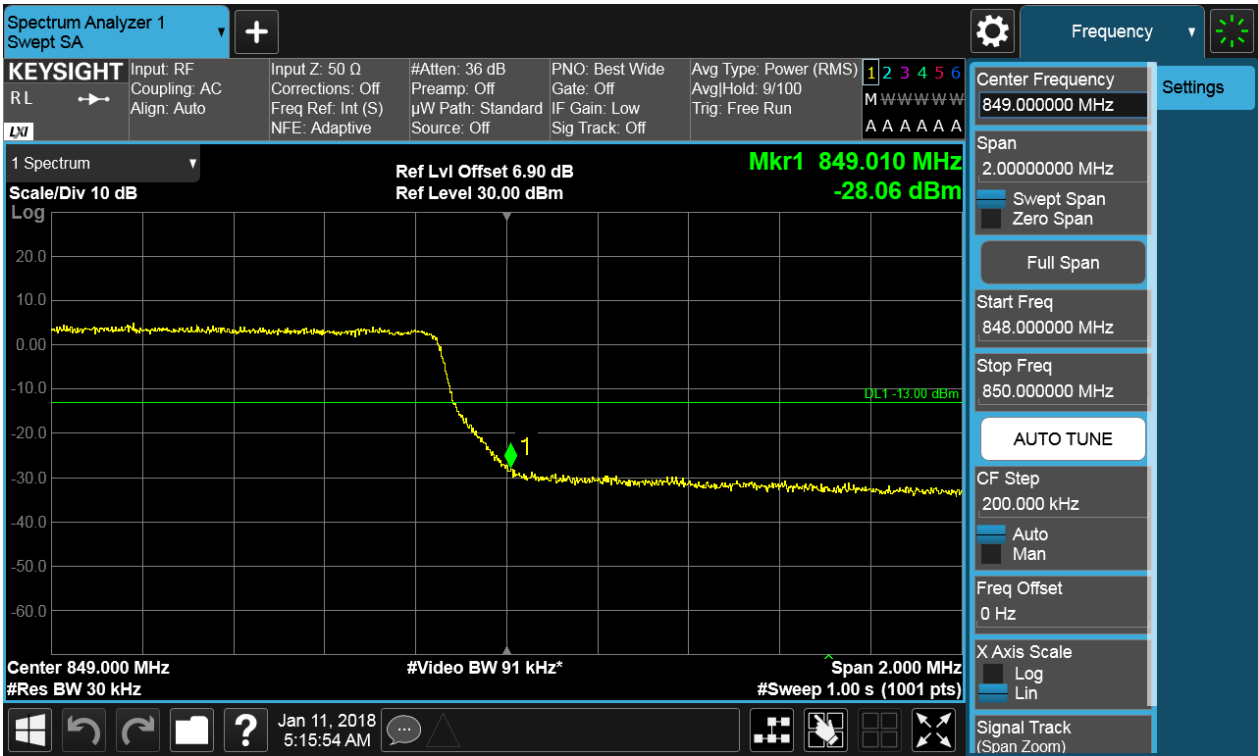 Spectrum Analyzer 1
Swept SA
+
Frequency
KEYSIGHT
R L
LXI
Input: RF
Coupling: AC
Align: Auto
Input Z: 50 Ω
Corrections: Off
Freq Ref: Int (S)
NFE: Adaptive
#Atten: 36 dB
Preamp: Off
µW Path: Standard
Source: Off
PNO: Best Wide
Gate: Off
IF Gain: Low
Sig Track: Off
Avg Type: Power (RMS)
Avg|Hold: 9/100
Trig: Free Run
1 2 3 4 5 6
M W W W W W
A A A A A A
1 Spectrum
Scale/Div 10 dB
Log
Ref Lvl Offset 6.90 dB
Ref Level 30.00 dBm
Mkr1 849.010 MHz
-28.06 dBm
20.0
10.0
0.00
-10.0
DL1 -13.00 dBm
-20.0
1
-30.0
-40.0
-50.0
-60.0
Center 849.000 MHz
#Video BW 91 kHz*
Span 2.000 MHz
#Res BW 30 kHz
#Sweep 1.00 s (1001 pts)
?
Jan 11, 2018
5:15:54 AM
Center Frequency
849.000000 MHz
Settings
Span
2.00000000 MHz
Swept Span
Zero Span
Full Span
Start Freq
848.000000 MHz
Stop Freq
850.000000 MHz
AUTO TUNE
CF Step
200.000 kHz
Auto
Man
Freq Offset
0 Hz
X Axis Scale
Log
Lin
Signal Track
(Span Zoom)